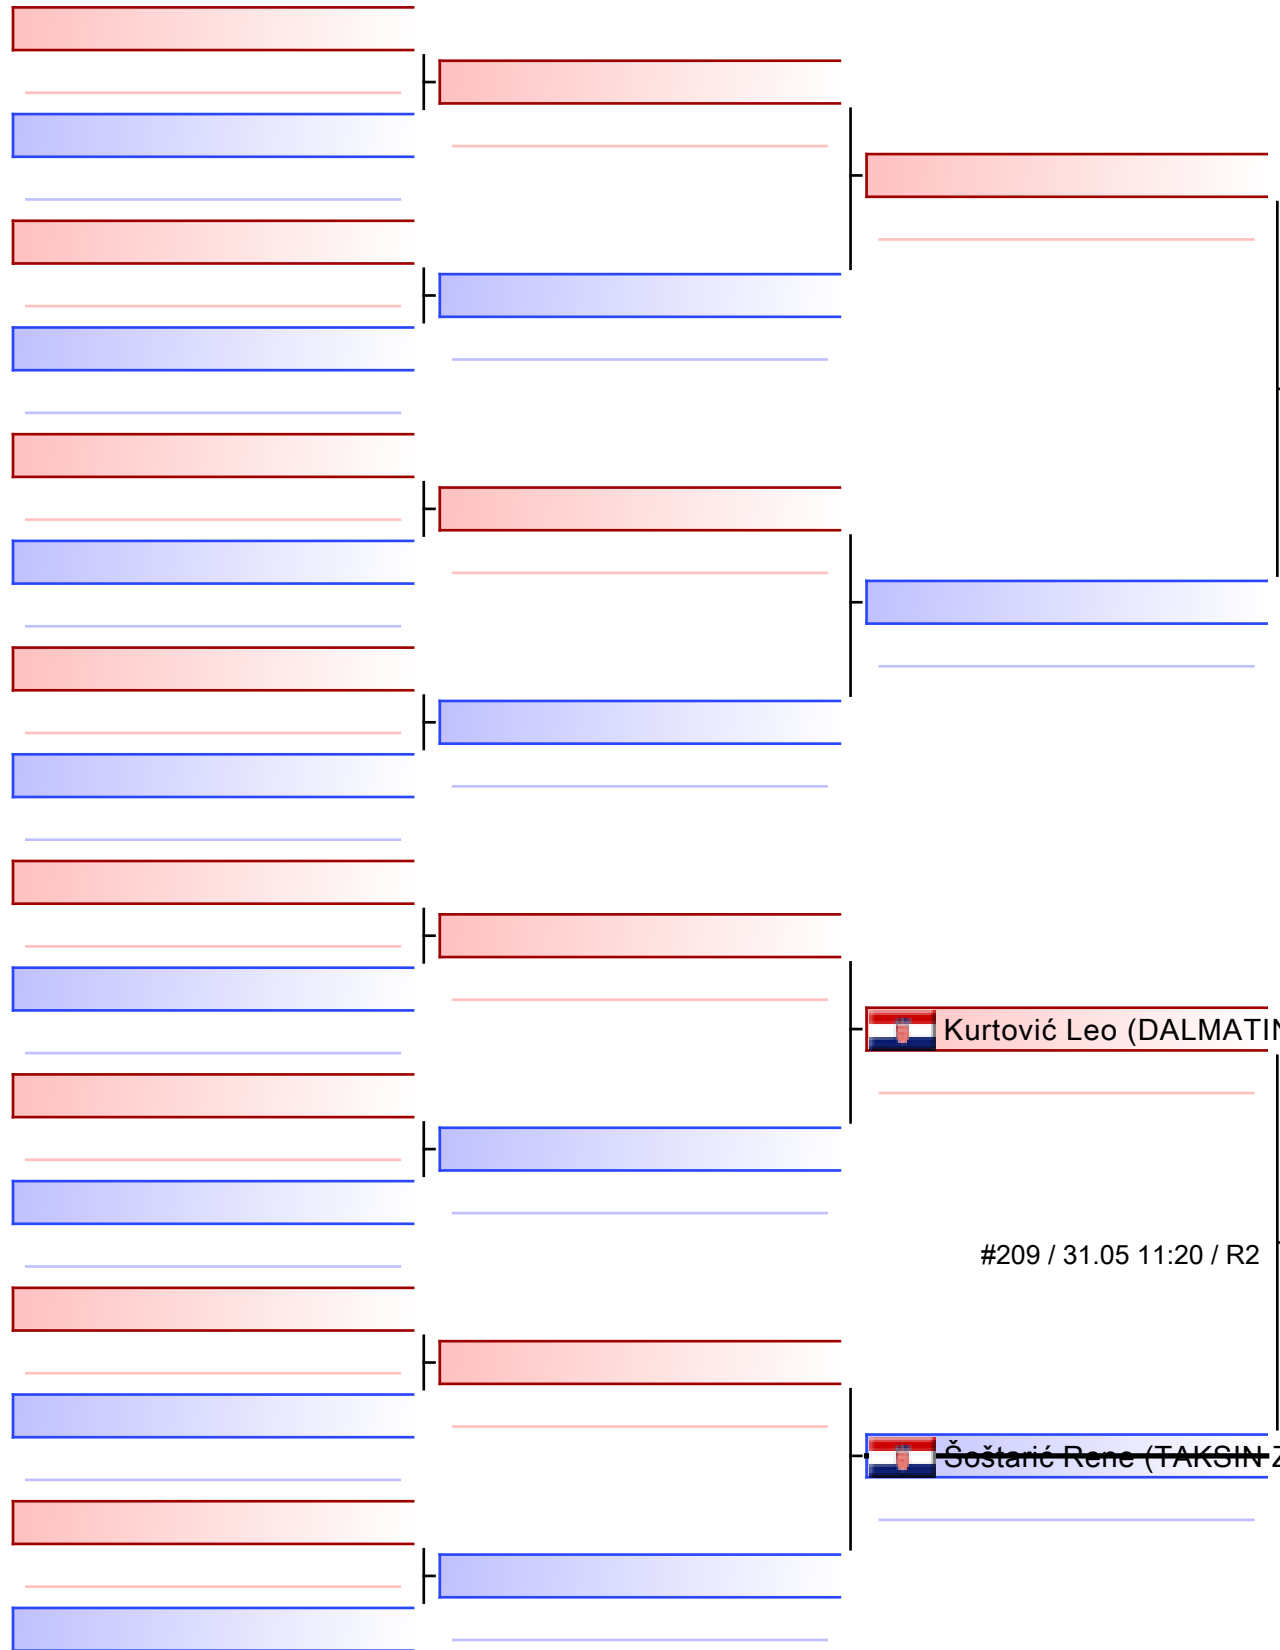 Kurtović Leo (DALMATIN
#209 / 31.05 11:20 / R2
Šoštarić Rene (TAKSIN Z